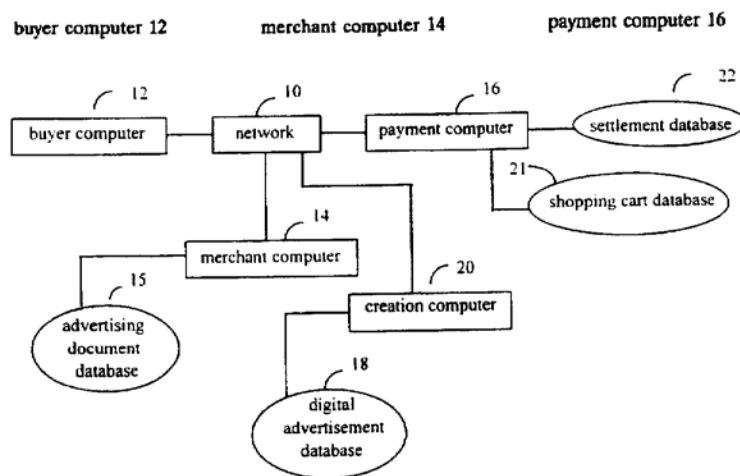 buyer computer 12 merchant computer 14 payment computer 16
12 10 16 22
buyer computer network payment computer settlement database
21
shopping cart database
14
merchant computer
15 20
creation computer
advertising
document
database
18
digital
advertisement
database